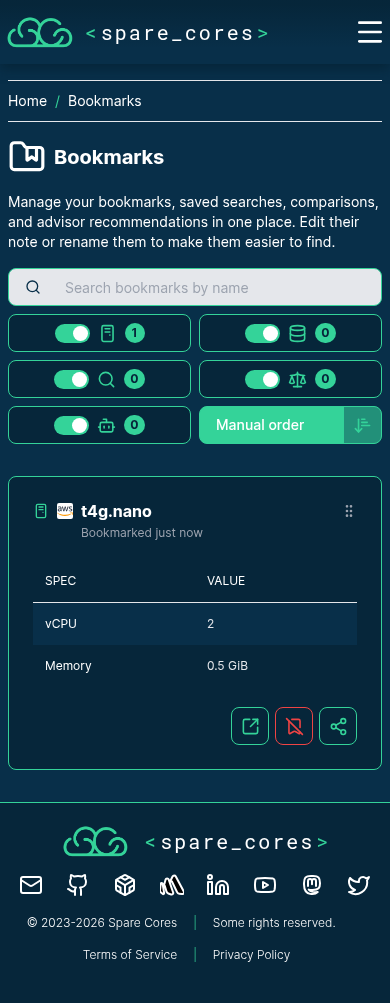 <spare_cores>
Home / Bookmarks
Bookmarks
Manage your bookmarks, saved searches, comparisons,
and advisor recommendations in one place. Edit their
note or rename them to make them easier to find.
Search bookmarks by name
1
0
0
0
0
Manual order
aws t4g.nano
Bookmarked just now
SPEC VALUE
vCPU 2
Memory 0.5 GiB
<spare_cores>
© 2023-2026 Spare Cores | Some rights reserved.
Terms of Service | Privacy Policy